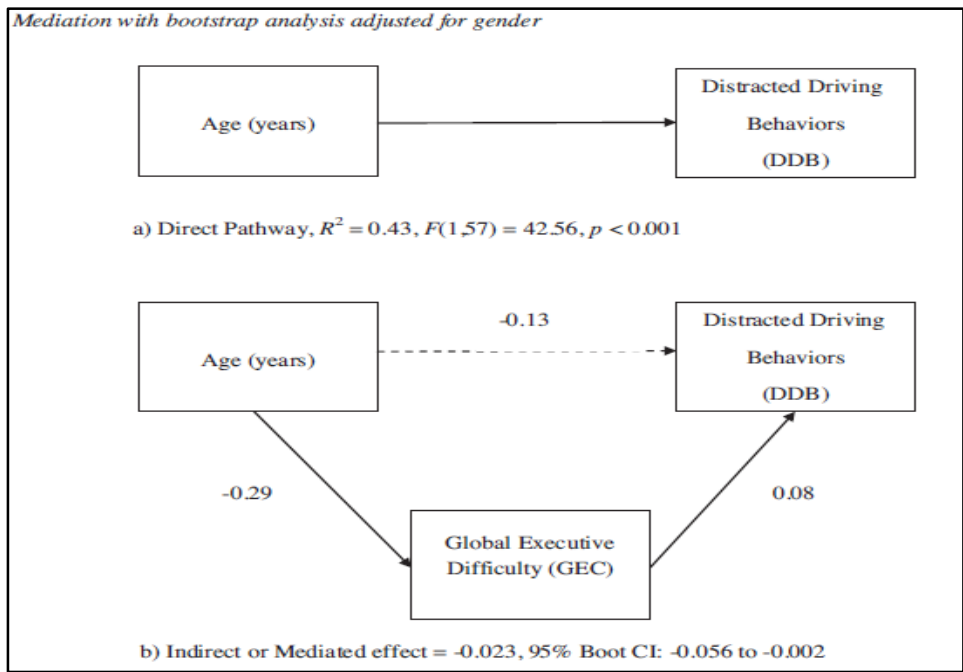 Mediation with bootstrap analysis adjusted for gender
Age (years)
Distracted Driving
Behaviors
(DDB)
a) Direct Pathway, R² = 0.43, F(1,57) = 42.56, p < 0.001
-0.13
Age (years)
Distracted Driving
Behaviors
(DDB)
-0.29
0.08
Global Executive
Difficulty (GEC)
b) Indirect or Mediated effect = -0.023, 95% Boot CI: -0.056 to -0.002